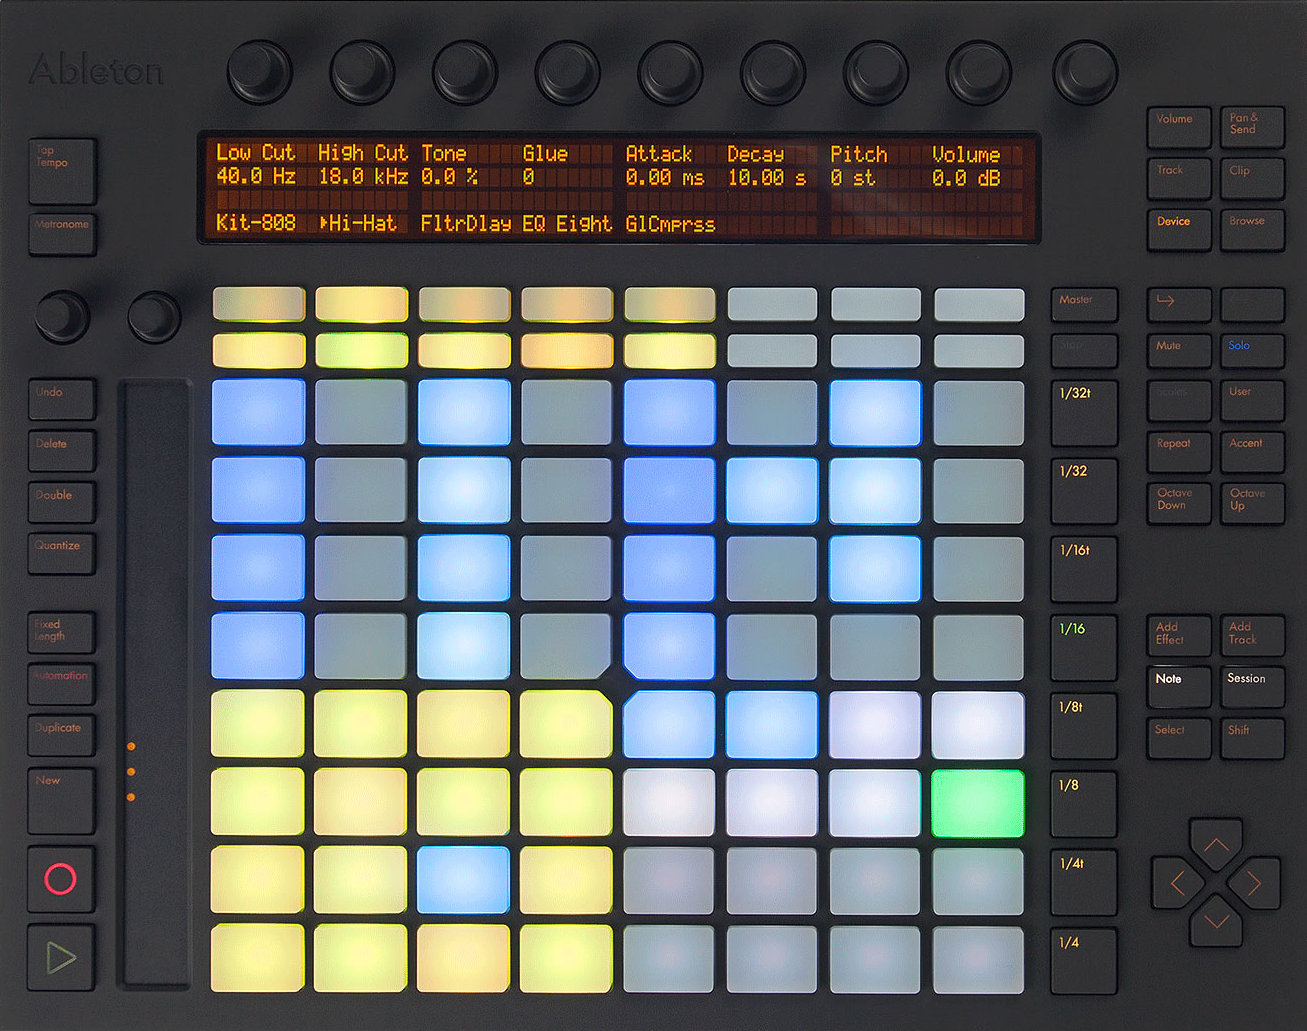 Ableton
Low Cut High Cut Tone Glue Attack Decay Pitch Volume
40.0 Hz 18.0 kHz 0.0 % 0 0.00 ms 10.00 s 0 st 0.0 dB
Kit-808 ▸Hi-Hat FltrDlay EQ Eight GlCmprss
Tap
Tempo
Metronome
Undo
Delete
Double
Quantize
Fixed
Length
Automation
Duplicate
New
Master
Stop
1/32t
1/32
1/16t
1/16
1/8t
1/8
1/4t
1/4
Volume
Pan &
Send
Track
Clip
Device
Browse
Mute
Solo
Scales
User
Repeat
Accent
Octave
Down
Octave
Up
Add
Effect
Add
Track
Note
Session
Select
Shift